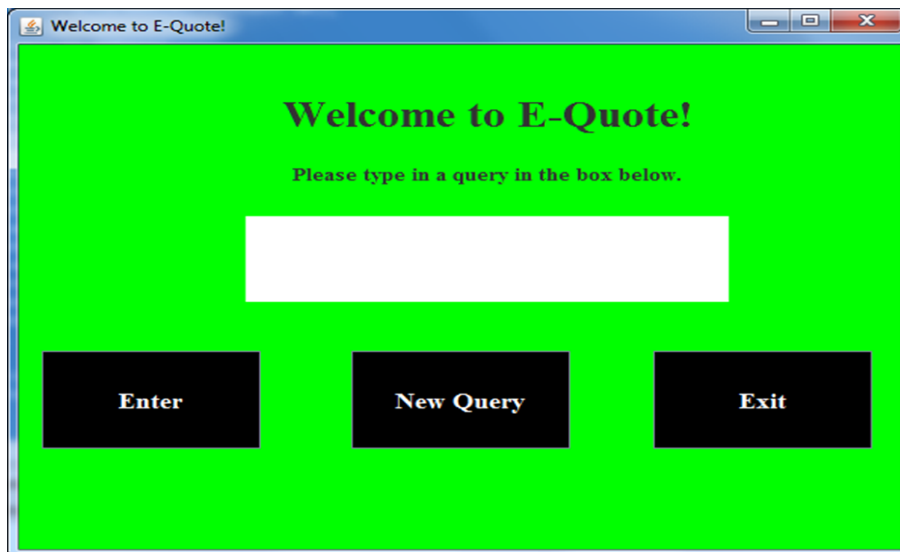 Welcome to E-Quote!
Welcome to E-Quote!
Please type in a query in the box below.
Enter
New Query
Exit